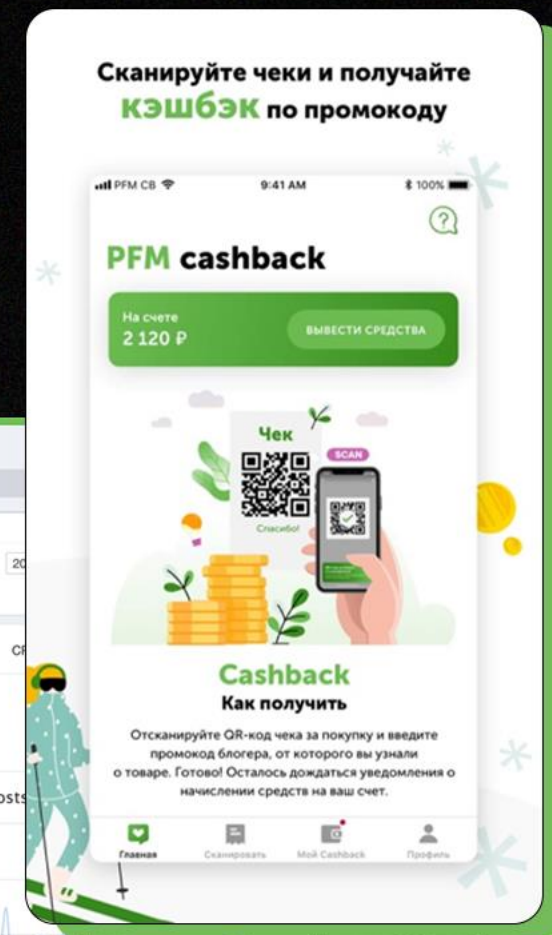 Сканируйте чеки и получайте
кэшбэк по промокоду
PFM CB
9:41 AM
100%
PFM cashback
На счете
2 120 ₽
ВЫВЕСТИ СРЕДСТВА
Чек
SCAN
Спасибо!
Cashback
Как получить
Отсканируйте QR-код чека за покупку и введите
промокод блогера, от которого вы узнали
о товаре. Готово! Осталось дождаться уведомления о
начислении средств на ваш счет.
Главная
Сканировать
Мой Cashback
Профиль